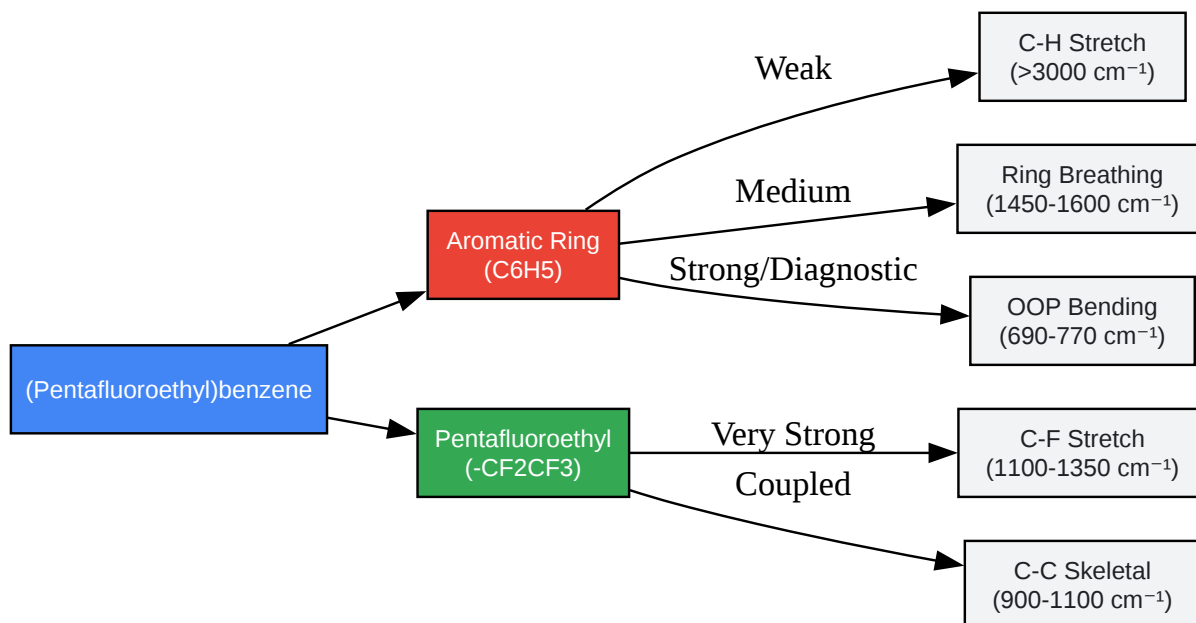 Weak
C-H Stretch
(>3000 cm⁻¹)
Medium
Ring Breathing
(1450-1600 cm⁻¹)
Aromatic Ring
(C6H5)
Strong/Diagnostic
OOP Bending
(690-770 cm⁻¹)
(Pentafluoroethyl)benzene
Pentafluoroethyl
(-CF2CF3)
Very Strong
C-F Stretch
(1100-1350 cm⁻¹)
Coupled
C-C Skeletal
(900-1100 cm⁻¹)